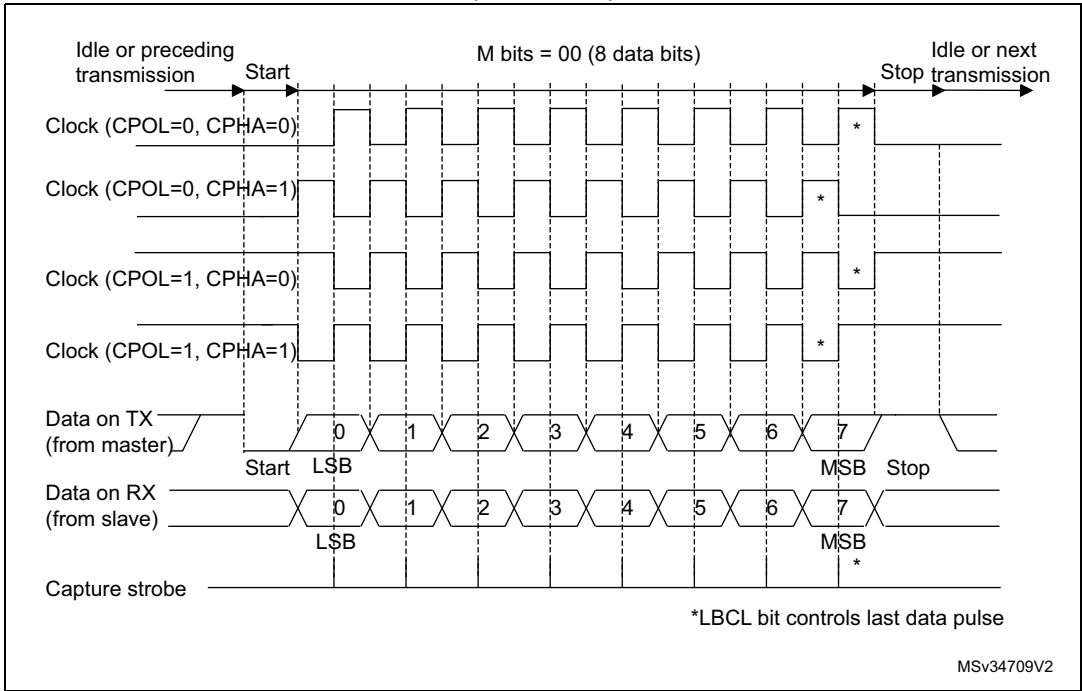 Idle or preceding
transmission
Start
M bits = 00 (8 data bits)
Stop
Idle or next
transmission
Clock (CPOL=0, CPHA=0)
*
Clock (CPOL=0, CPHA=1)
*
Clock (CPOL=1, CPHA=0)
*
Clock (CPOL=1, CPHA=1)
*
Data on TX
(from master)
0 1 2 3 4 5 6 7
Start LSB MSB Stop
Data on RX
(from slave)
0 1 2 3 4 5 6 7
LSB MSB
*
Capture strobe
*LBCL bit controls last data pulse
MSv34709V2